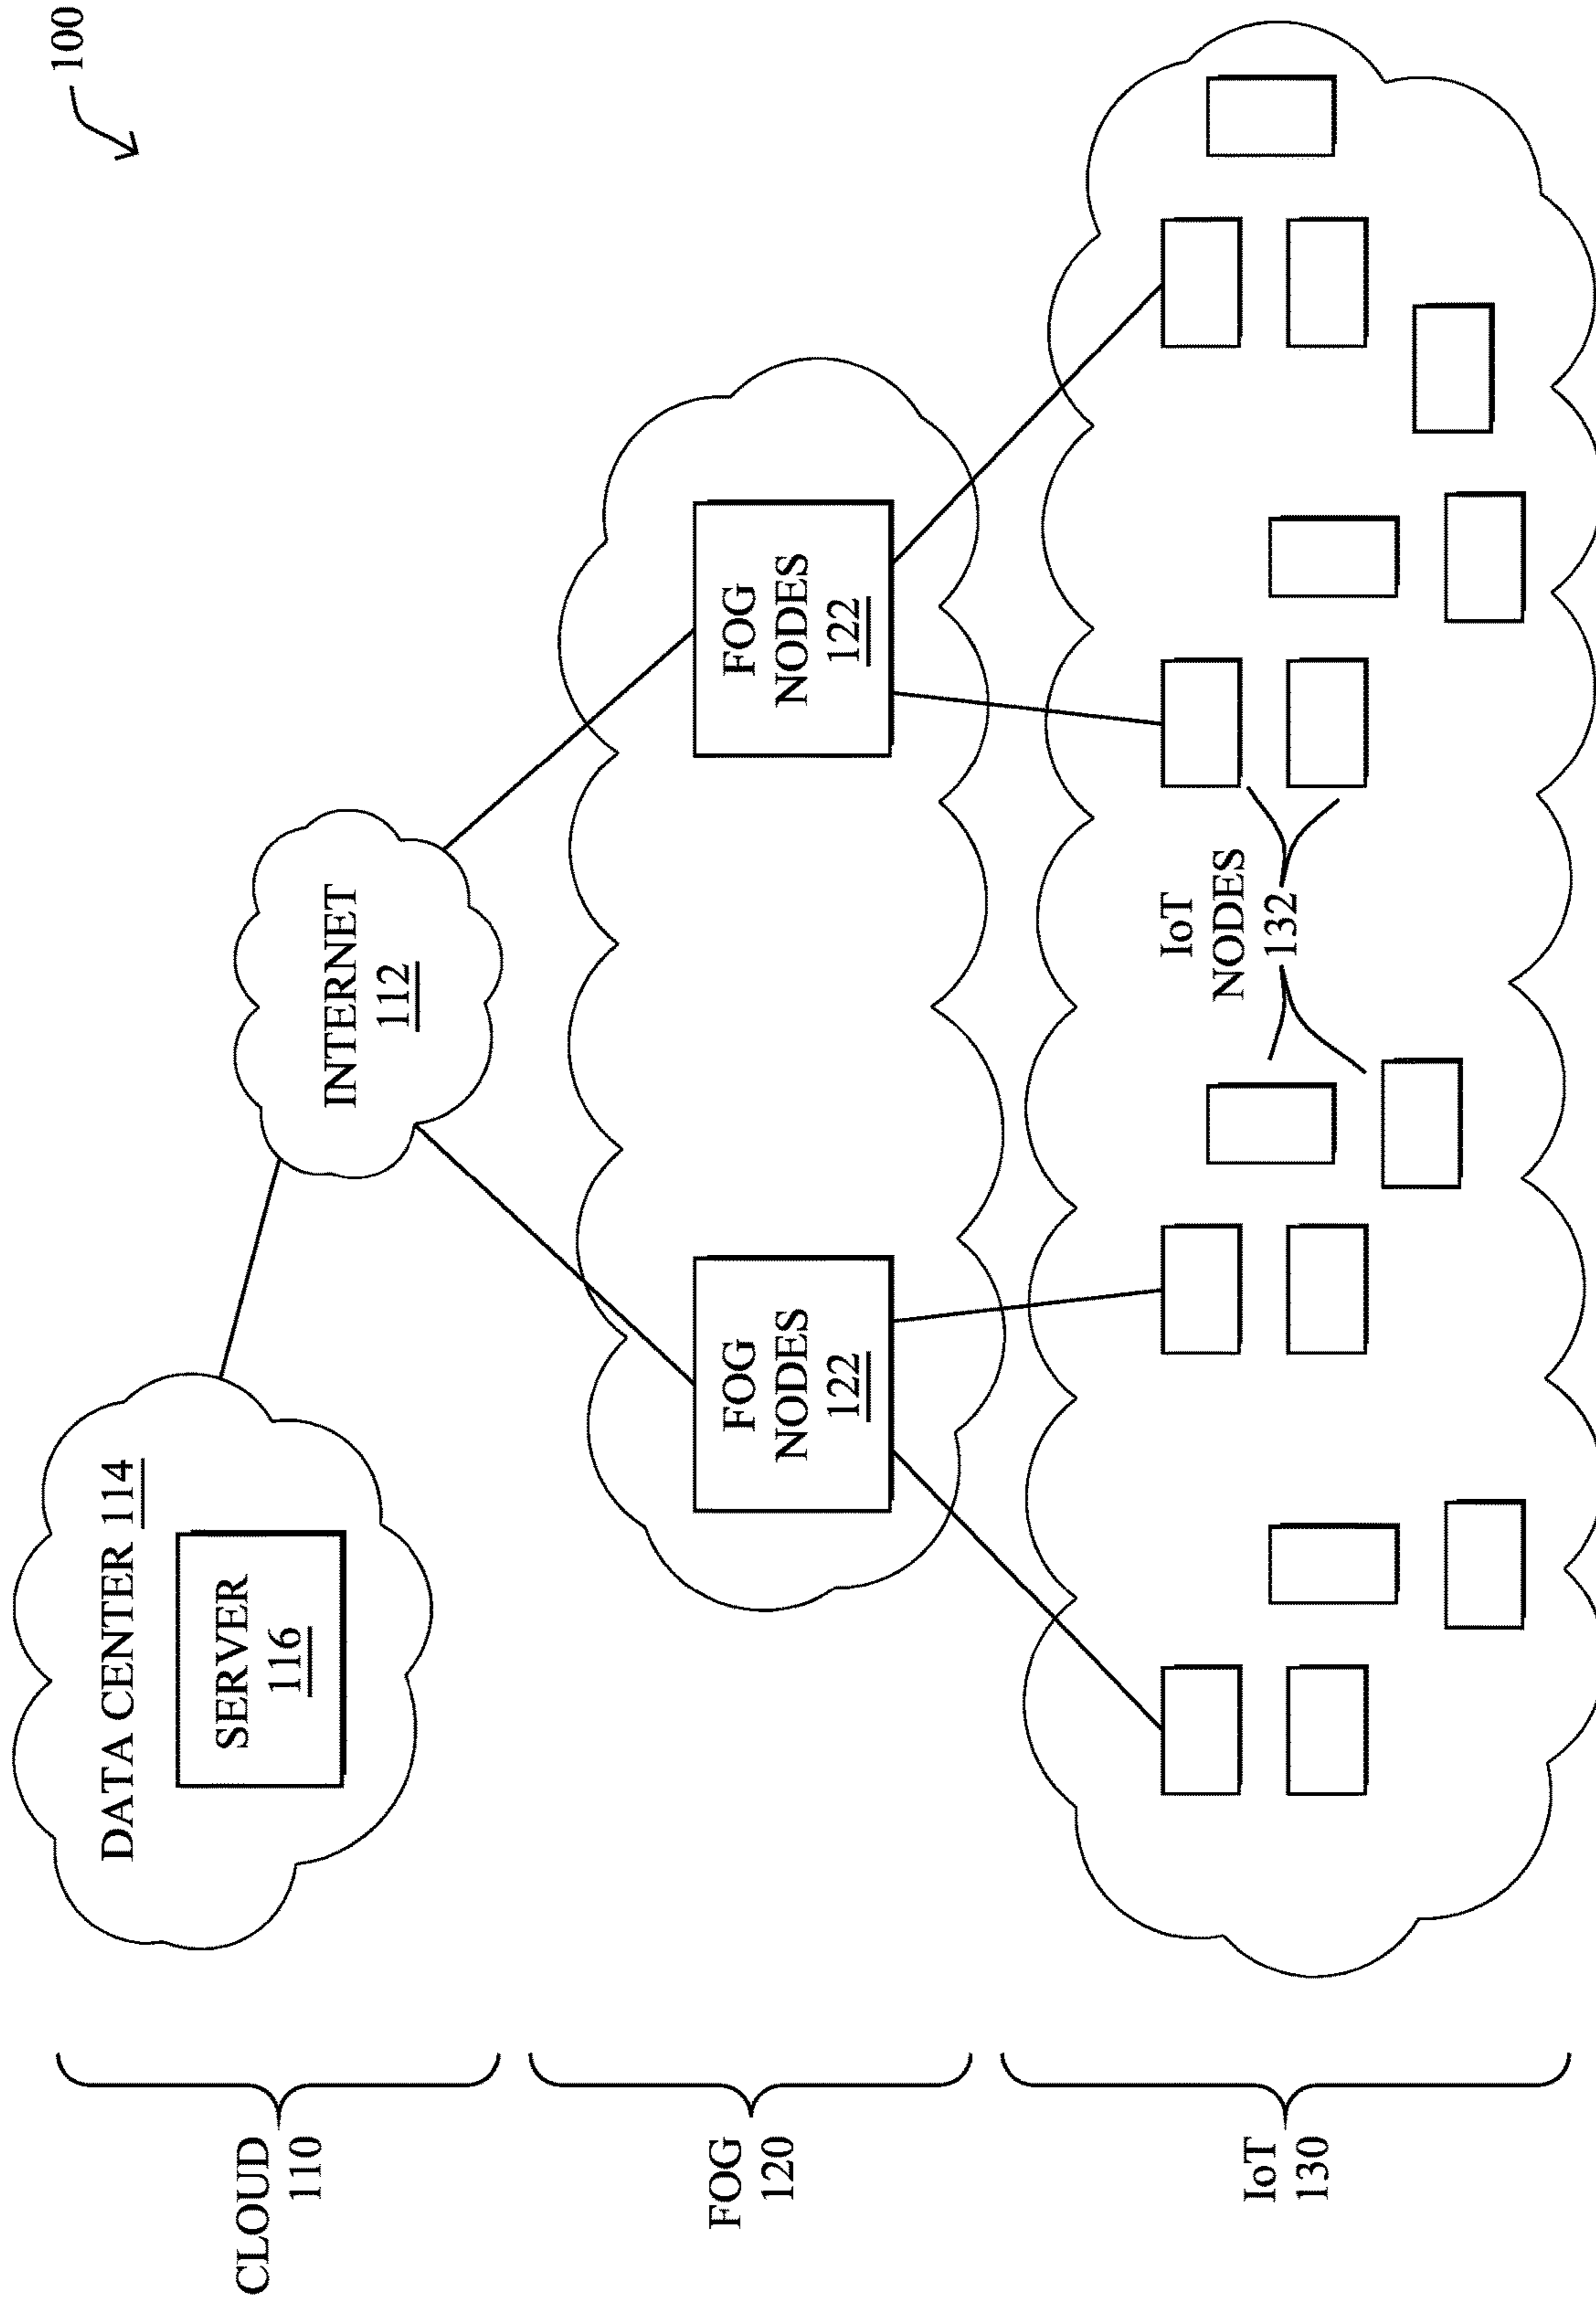 100
CLOUD
110
DATA CENTER 114
SERVER
116
INTERNET
112
FOG
120
FOG
NODES
122
FOG
NODES
122
IoT
130
IoT
NODES
132